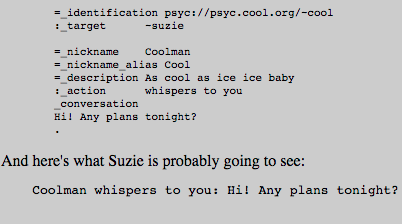 =_identification psyc://psyc.cool.org/~cool
:_target ~suzie
=_nickname Coolman
=_nickname_alias Cool
=_description As cool as ice ice baby
:_action whispers to you
_conversation
Hi! Any plans tonight?
.
And here's what Suzie is probably going to see:
Coolman whispers to you: Hi! Any plans tonight?